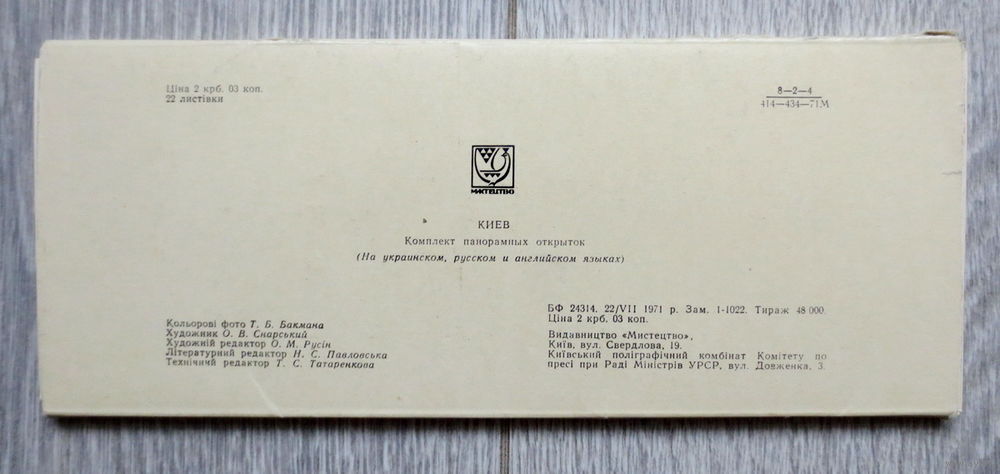 Ціна 2 крб. 03 коп.
22 листівки
8—2—4
414—434—71М
МИСТЕЦТВО
КИЕВ
Комплект панорамных открыток
(На украинском, русском и английском языках)
БФ 24314. 22/VII 1971 р. Зам. 1-1022. Тираж 48 000.
Ціна 2 крб. 03 коп.
Видавництво «Мистецтво»,
Київ, вул. Свердлова, 19.
Київський поліграфічний комбінат Комітету по
пресі при Раді Міністрів УРСР, вул. Довженка, 3.
Кольорові фото Т. Б. Бакмана
Художник О. В. Снарський
Художній редактор О. М. Русін
Літературний редактор Н. С. Павловська
Технічний редактор Т. С. Татаренкова